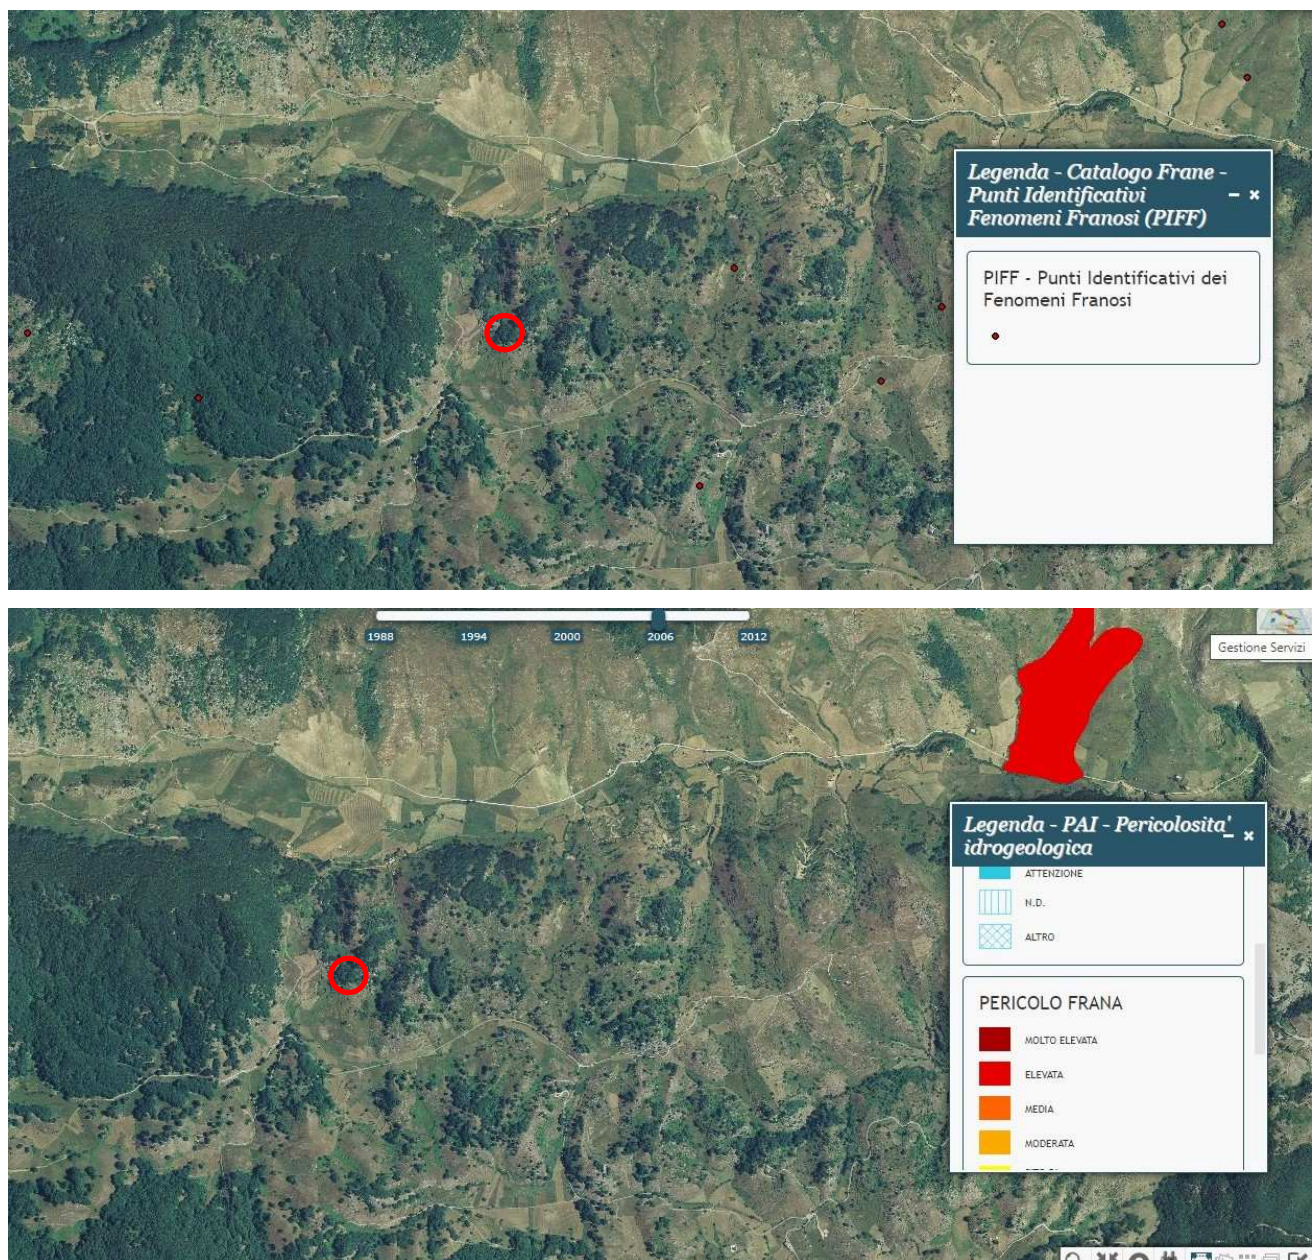 Legenda - Catalogo Frane -
Punti Identificativi
Fenomeni Franosi (PIFF)
PIFF - Punti Identificativi dei
Fenomeni Franosi
1988
1994
2000
2006
2012
Gestione Servizi
Legenda - PAI - Pericolosita'
idrogeologica
ATTENZIONE
N.D.
ALTRO
PERICOLO FRANA
MOLTO ELEVATA
ELEVATA
MEDIA
MODERATA